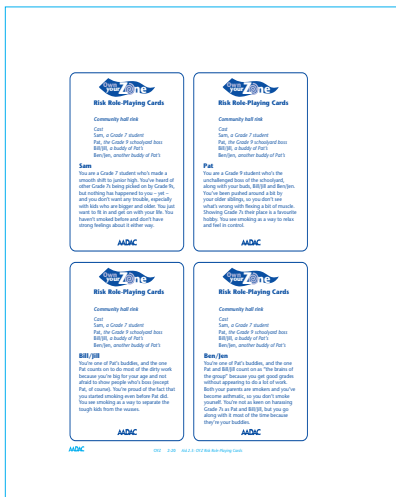 Own
your Zone
Risk Role-Playing Cards
Community hall rink
Cast
Sam, a Grade 7 student
Pat, the Grade 9 schoolyard boss
Bill/Jill, a buddy of Pat's
Ben/Jen, another buddy of Pat's
Sam
You are a Grade 7 student who's made a
smooth shift to junior high. You've heard of
other Grade 7s being picked on by Grade 9s,
but nothing has happened to you – yet –
and you don't want any trouble, especially
with kids who are bigger and older. You just
want to fit in and get on with your life. You
haven't smoked before and don't have
strong feelings about it either way.
AADAC
Own
your Zone
Risk Role-Playing Cards
Community hall rink
Cast
Sam, a Grade 7 student
Pat, the Grade 9 schoolyard boss
Bill/Jill, a buddy of Pat's
Ben/Jen, another buddy of Pat's
Pat
You are a Grade 9 student who's the
unchallenged boss of the schoolyard,
along with your buds, Bill/Jill and Ben/Jen.
You've been pushed around a bit by
your older siblings, so you don't see
what's wrong with flexing a bit of muscle.
Showing Grade 7s their place is a favourite
hobby. You see smoking as a way to relax
and feel in control.
AADAC
Own
your Zone
Risk Role-Playing Cards
Community hall rink
Cast
Sam, a Grade 7 student
Pat, the Grade 9 schoolyard boss
Bill/Jill, a buddy of Pat's
Ben/Jen, another buddy of Pat's
Bill/Jill
You're one of Pat's buddies, and the one
Pat counts on to do most of the dirty work
because you're big for your age and not
afraid to show people who's boss (except
Pat, of course). You're proud of the fact that
you started smoking even before Pat did.
You see smoking as a way to separate the
tough kids from the wusses.
AADAC
Own
your Zone
Risk Role-Playing Cards
Community hall rink
Cast
Sam, a Grade 7 student
Pat, the Grade 9 schoolyard boss
Bill/Jill, a buddy of Pat's
Ben/Jen, another buddy of Pat's
Ben/Jen
You're one of Pat's buddies, and the one
Pat and Bill/Jill count on as "the brains of
the group" because you get good grades
without appearing to do a lot of work.
Both your parents are smokers and you've
become asthmatic, so you don't smoke
yourself. You're not as keen on harassing
Grade 7s as Pat and Bill/Jill, but you go
along with it most of the time because
they're your buddies.
AADAC
AADAC
OYZ Risk Role-Playing Cards